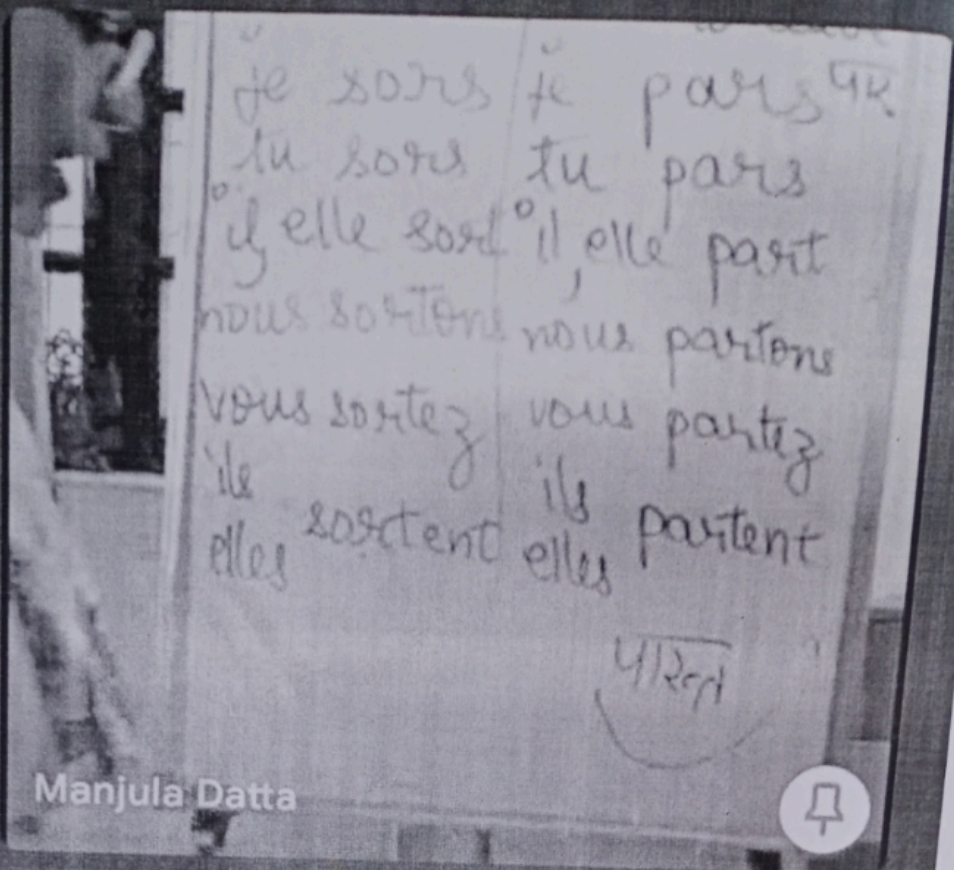 je sors je pars पार
tu sors tu pars
il, elle sort il, elle part
nous sortons nous partons
vous sortez vous partez
ils ils
sortent partent
elles elles
Manjula Datta